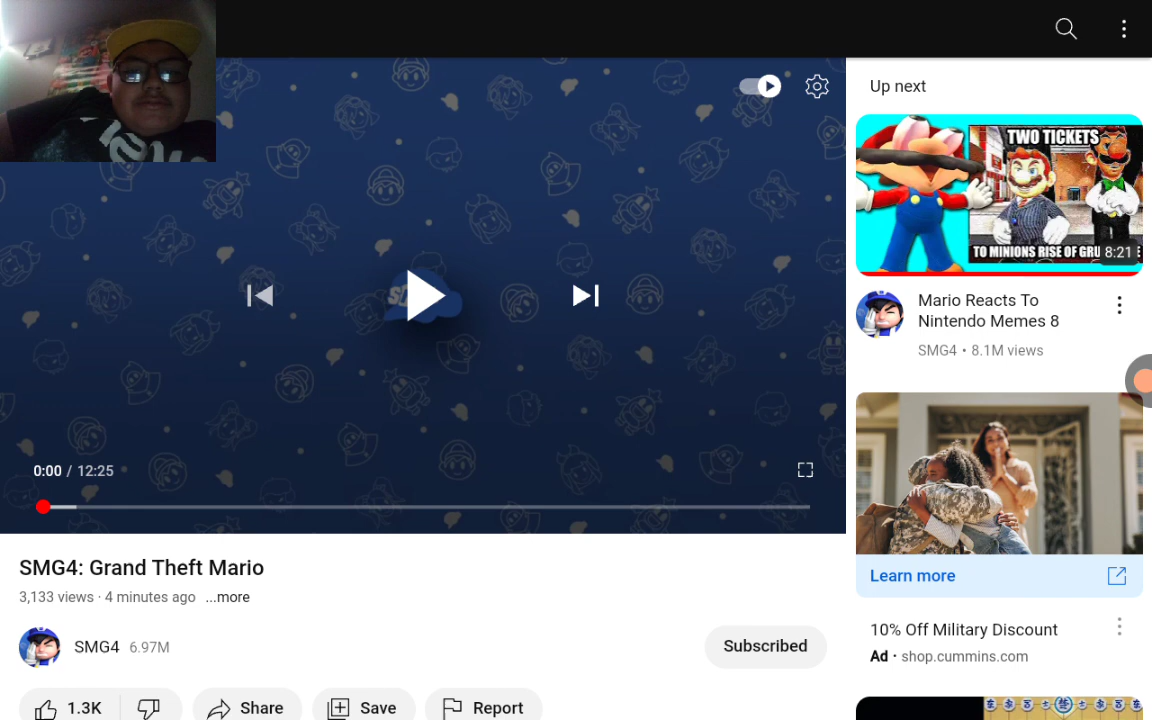 Up next
TWO TICKETS
TO MINIONS RISE OF GRU
8:21
Mario Reacts To
Nintendo Memes 8
SMG4 • 8.1M views
0:00 / 12:25
SMG4: Grand Theft Mario
3,133 views · 4 minutes ago ...more
SMG4 6.97M
Subscribed
1.3K
Share
Save
Report
Learn more
10% Off Military Discount
Ad · shop.cummins.com